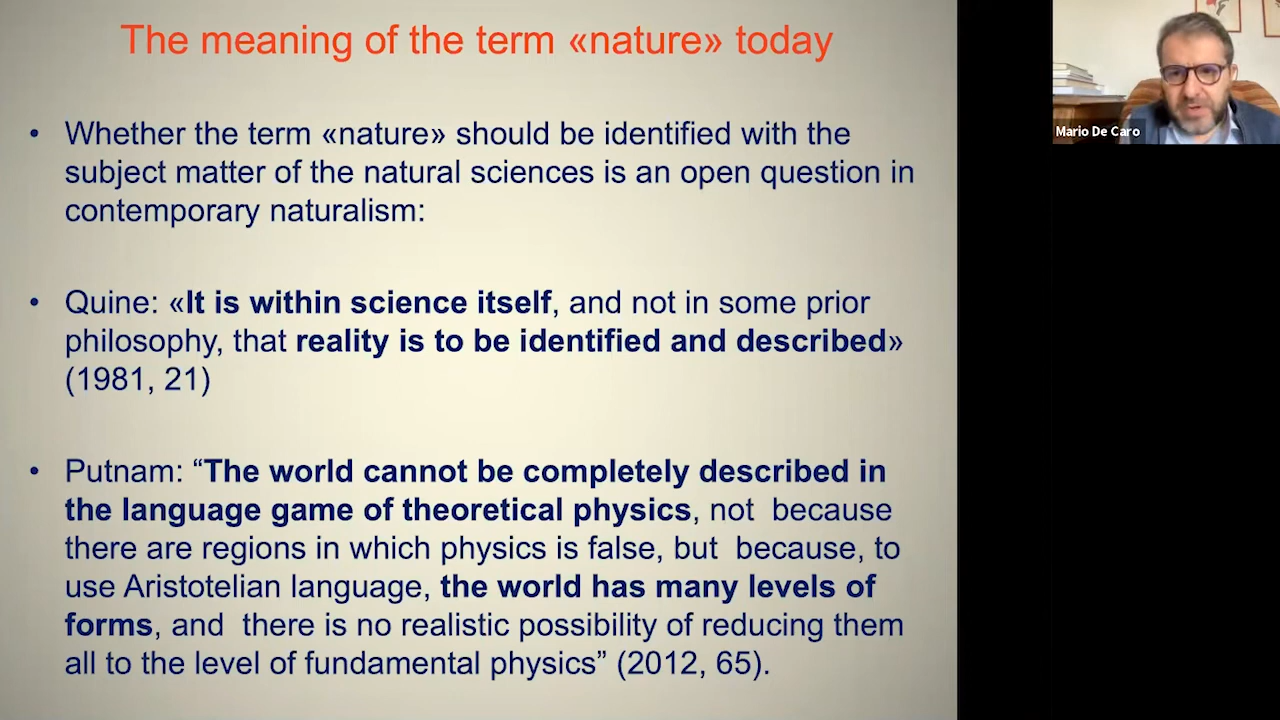 The meaning of the term «nature» today
• Whether the term «nature» should be identified with the
subject matter of the natural sciences is an open question in
contemporary naturalism:
• Quine: «It is within science itself, and not in some prior
philosophy, that reality is to be identified and described»
(1981, 21)
• Putnam: “The world cannot be completely described in
the language game of theoretical physics, not because
there are regions in which physics is false, but because, to
use Aristotelian language, the world has many levels of
forms, and there is no realistic possibility of reducing them
all to the level of fundamental physics” (2012, 65).
Mario De Caro